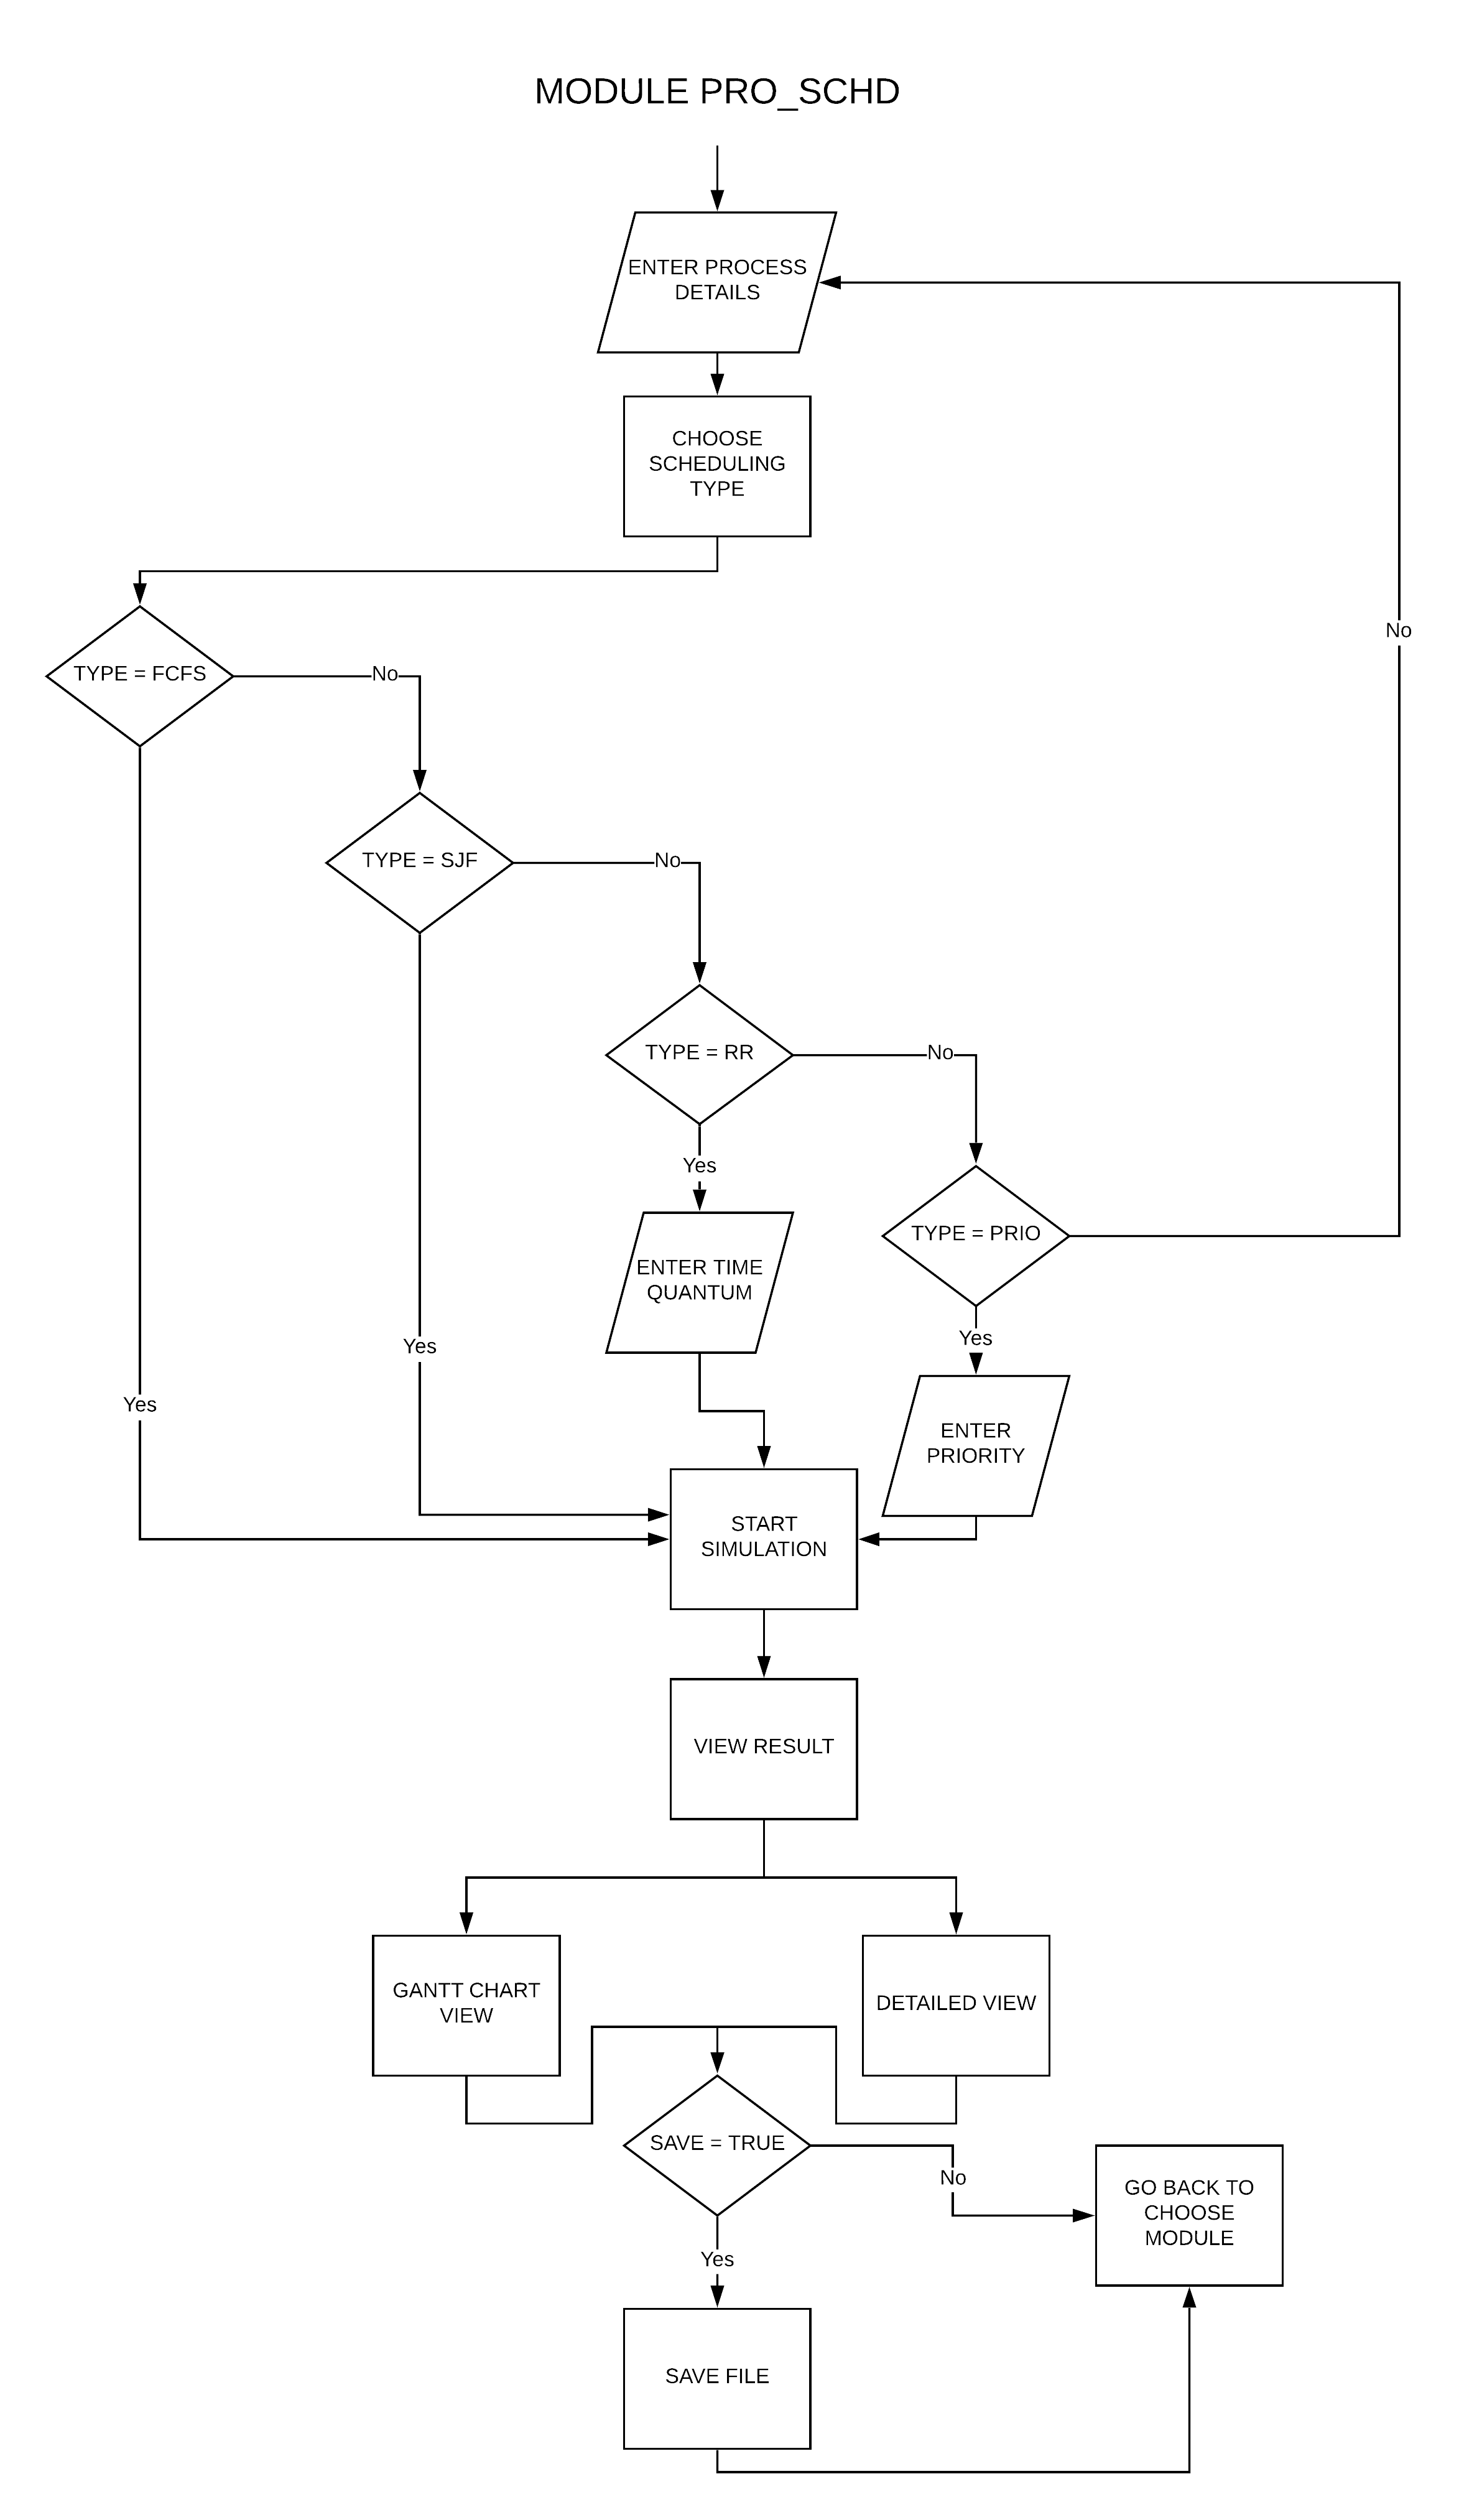 MODULE PRO_SCHD
ENTER PROCESS
DETAILS
CHOOSE
SCHEDULING
TYPE
No
TYPE = FCFS
No
TYPE = SJF
No
TYPE = RR
No
Yes
TYPE = PRIO
ENTER TIME
QUANTUM
Yes
Yes
Yes
ENTER
PRIORITY
START
SIMULATION
VIEW RESULT
GANTT CHART
VIEW
DETAILED VIEW
SAVE = TRUE
No
GO BACK TO
CHOOSE
MODULE
Yes
SAVE FILE